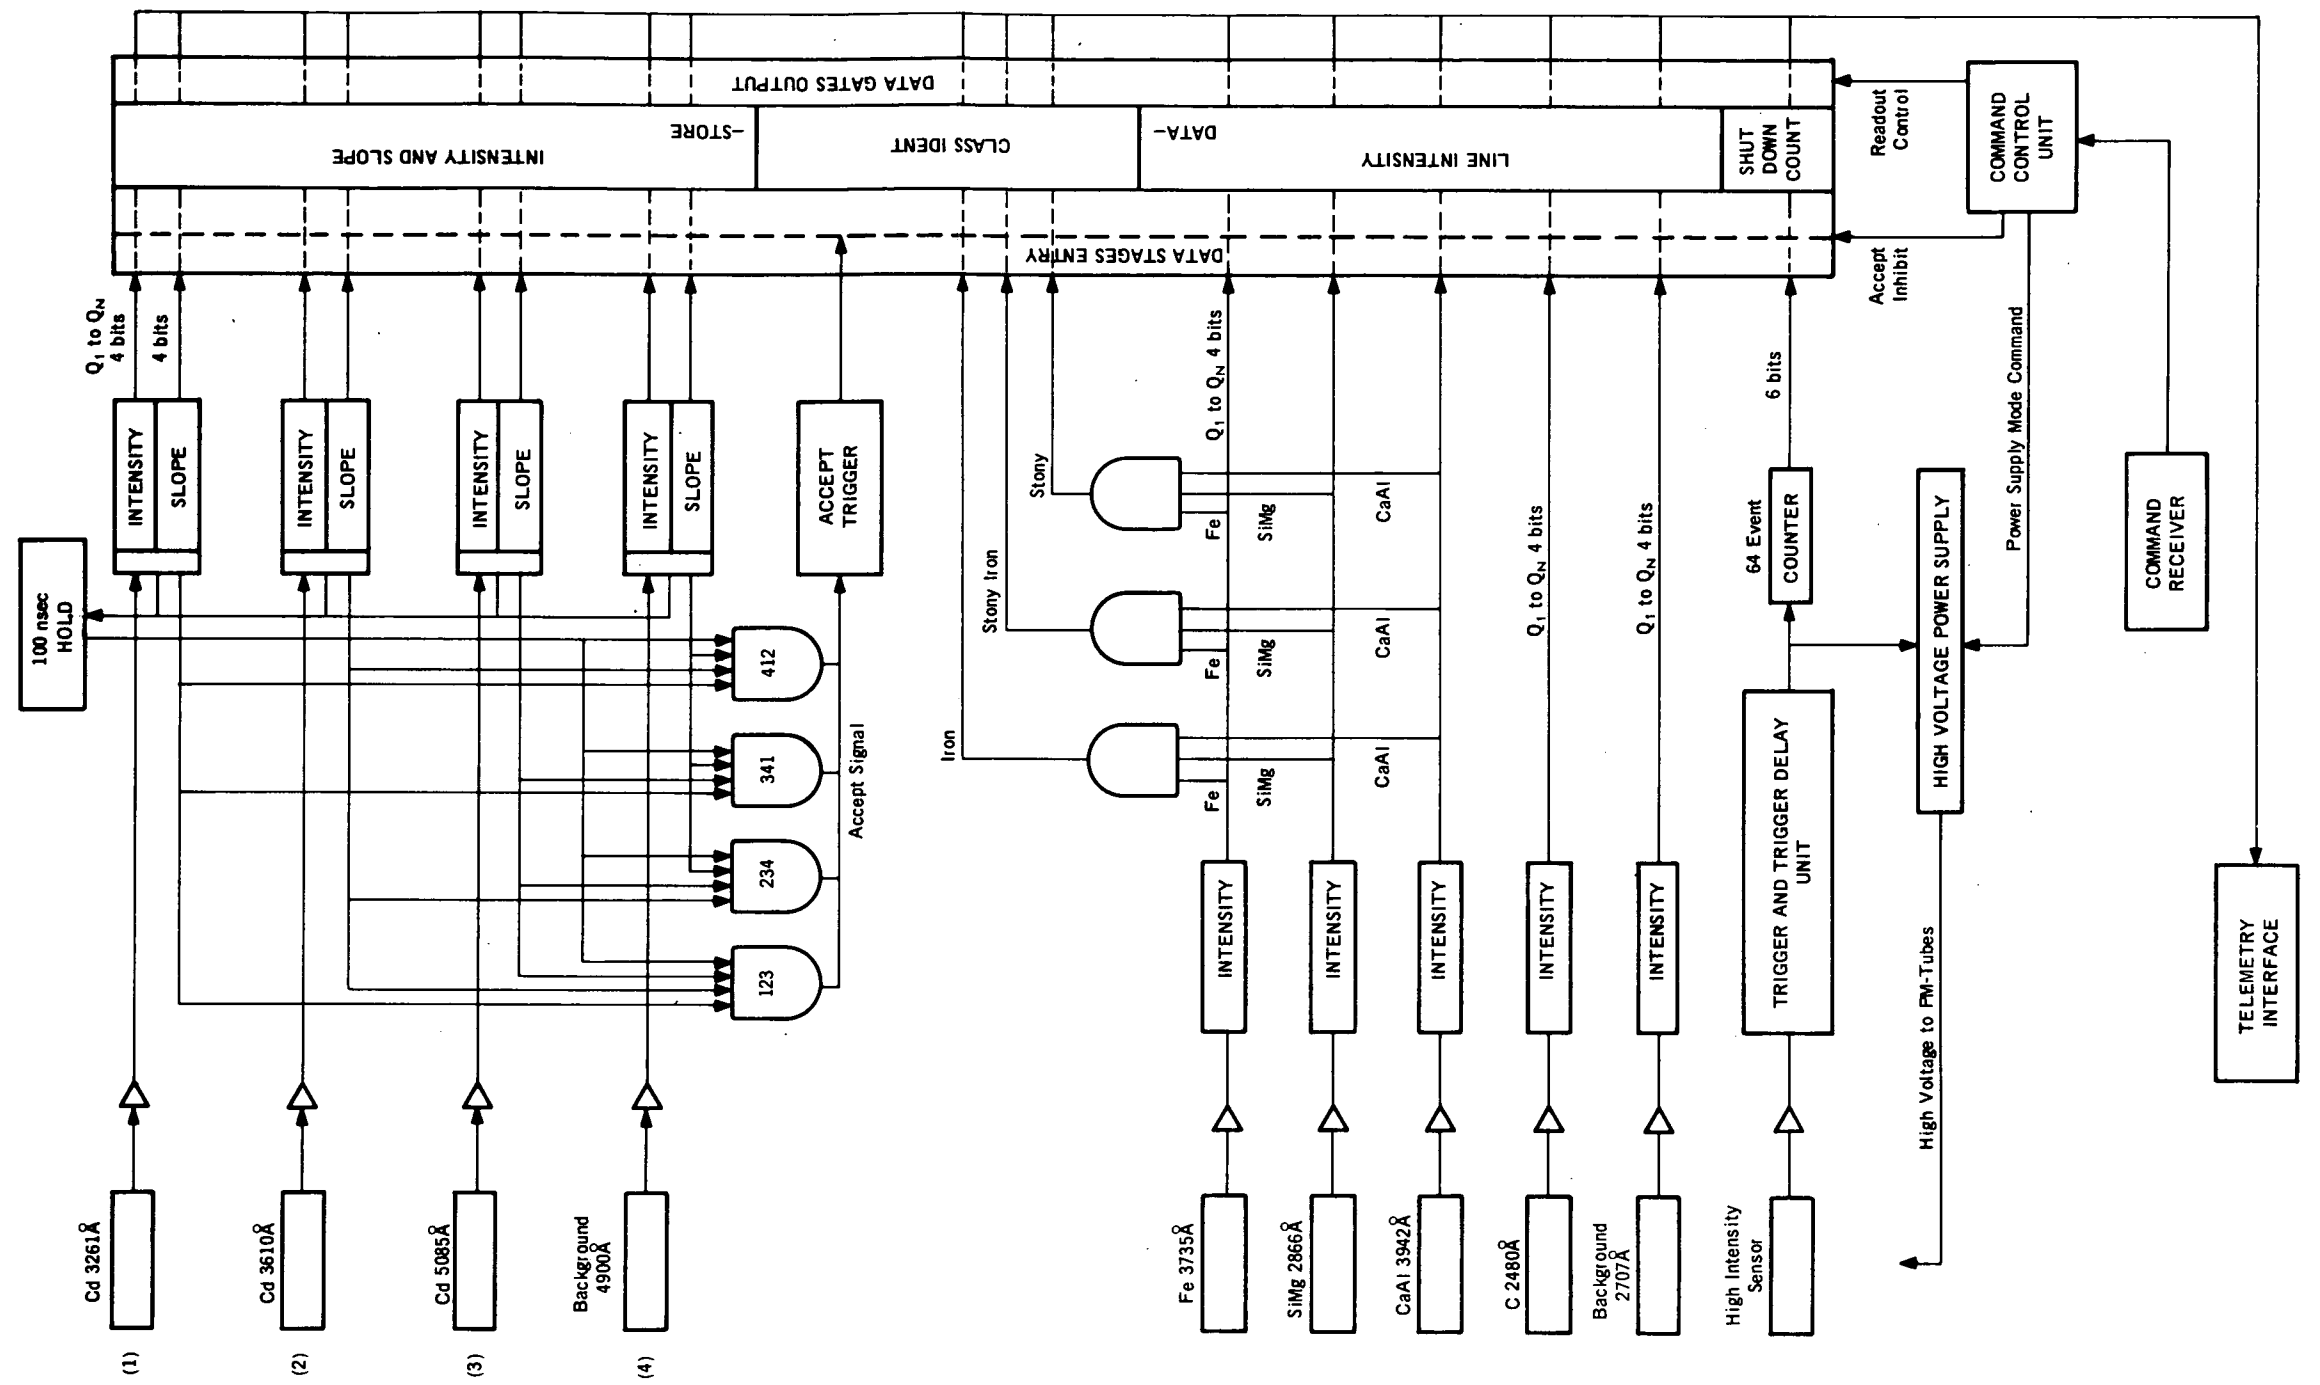 (1)
Cd 3261Å
(2)
Cd 3610Å
(3)
Cd 5085Å
(4)
Background
4900Å
100 nsec
HOLD
INTENSITY
SLOPE
INTENSITY
SLOPE
INTENSITY
SLOPE
INTENSITY
SLOPE
Q1 to QN
4 bits
4 bits
123
234
341
412
Accept Signal
ACCEPT
TRIGGER
DATA STAGES ENTRY
INTENSITY AND SLOPE
-STORE
CLASS IDENT
DATA-
LINE INTENSITY
SHUT
DOWN
COUNT
DATA GATES OUTPUT
Iron
Stony Iron
Stony
Fe
SiMg
CaAl
Fe
SiMg
CaAl
Fe
SiMg
CaAl
Fe 3735Å
INTENSITY
Q1 to QN 4 bits
SiMg 2866Å
INTENSITY
CaAl 3942Å
INTENSITY
C 2480Å
INTENSITY
Q1 to QN 4 bits
Background
2707Å
INTENSITY
Q1 to QN 4 bits
High Intensity
Sensor
TRIGGER AND TRIGGER DELAY
UNIT
64 Event
COUNTER
6 bits
Accept
Inhibit
Readout
Control
High Voltage to PM-Tubes
HIGH VOLTAGE POWER SUPPLY
Power Supply Mode Command
COMMAND
CONTROL
UNIT
COMMAND
RECEIVER
TELEMETRY
INTERFACE